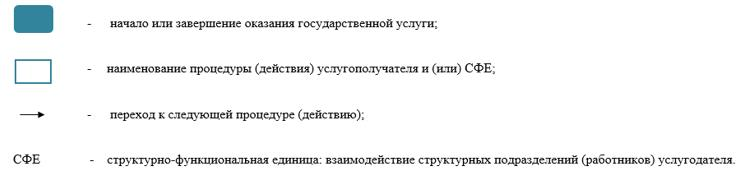 - начало или завершение оказания государственной услуги;
- наименование процедуры (действия) услугополучателя и (или) СФЕ;
- переход к следующей процедуре (действию);
СФЕ - структурно-функциональная единица: взаимодействие структурных подразделений (работников) услугодателя.